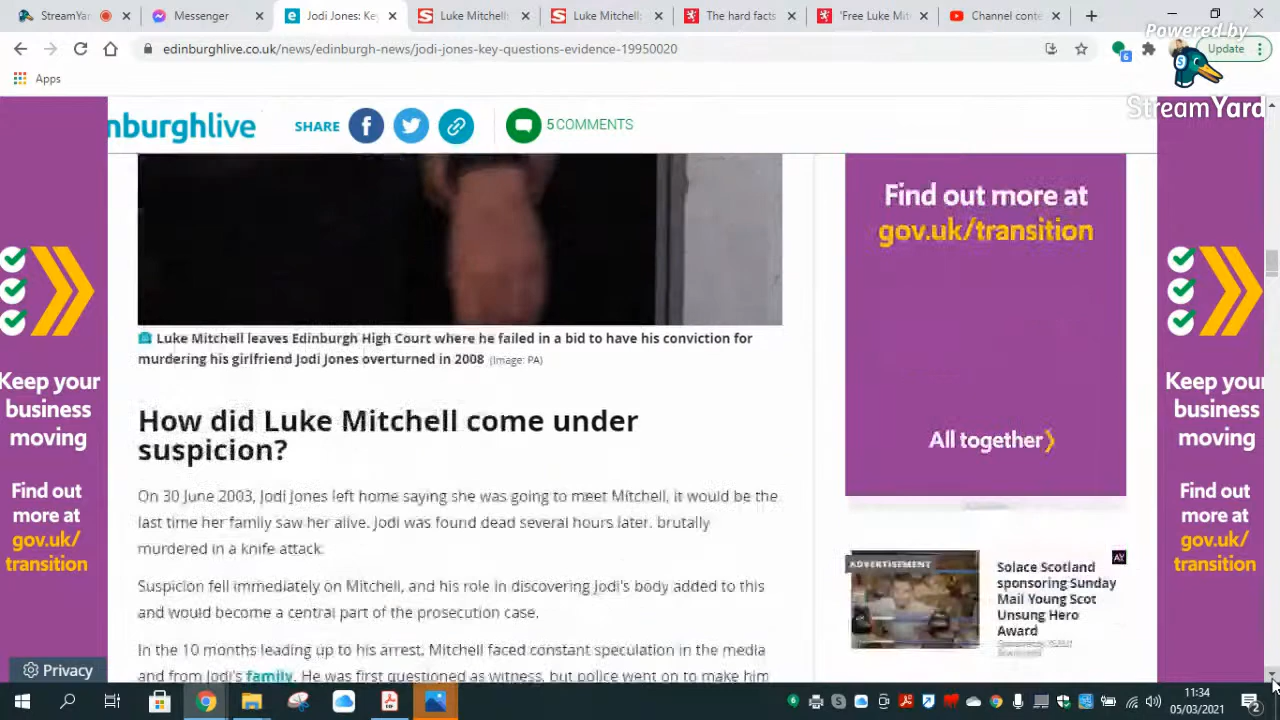 Messenger
Jodi Jones: Ke
Luke Mitchell
Luke Mitchell:
The hard facts
'Free Luke Mit
Channel conte
Powered by
StreamYard
edinburghlive.co.uk/news/edinburgh-news/jodi-jones-key-questions-evidence-19950020
6
Update
Apps
nburghlive
SHARE
5 COMMENTS
Luke Mitchell leaves Edinburgh High Court where he failed in a bid to have his conviction for
murdering his girlfriend Jodi Jones overturned in 2008 (Image: PA)
How did Luke Mitchell come under
suspicion?
On 30 June 2003, Jodi Jones left home saying she was going to meet Mitchell, it would be the
last time her family saw her alive. Jodi was found dead several hours later, brutally
murdered in a knife attack.
Suspicion fell immediately on Mitchell, and his role in discovering Jodi's body added to this
and would become a central part of the prosecution case.
In the 10 months leading up to his arrest, Mitchell faced constant speculation in the media
and from Jodi's family. He was first questioned as witness, but police went on to make him
Find out more at
gov.uk/transition
All together
ADVERTISEMENT
Solace Scotland
sponsoring Sunday
Mail Young Scot
Unsung Hero
Award
Keep your
business
moving
Find out
more at
gov.uk/
transition
Keep your
business
moving
Find out
more at
gov.uk/
transition
Privacy
11:34
05/03/2021
2